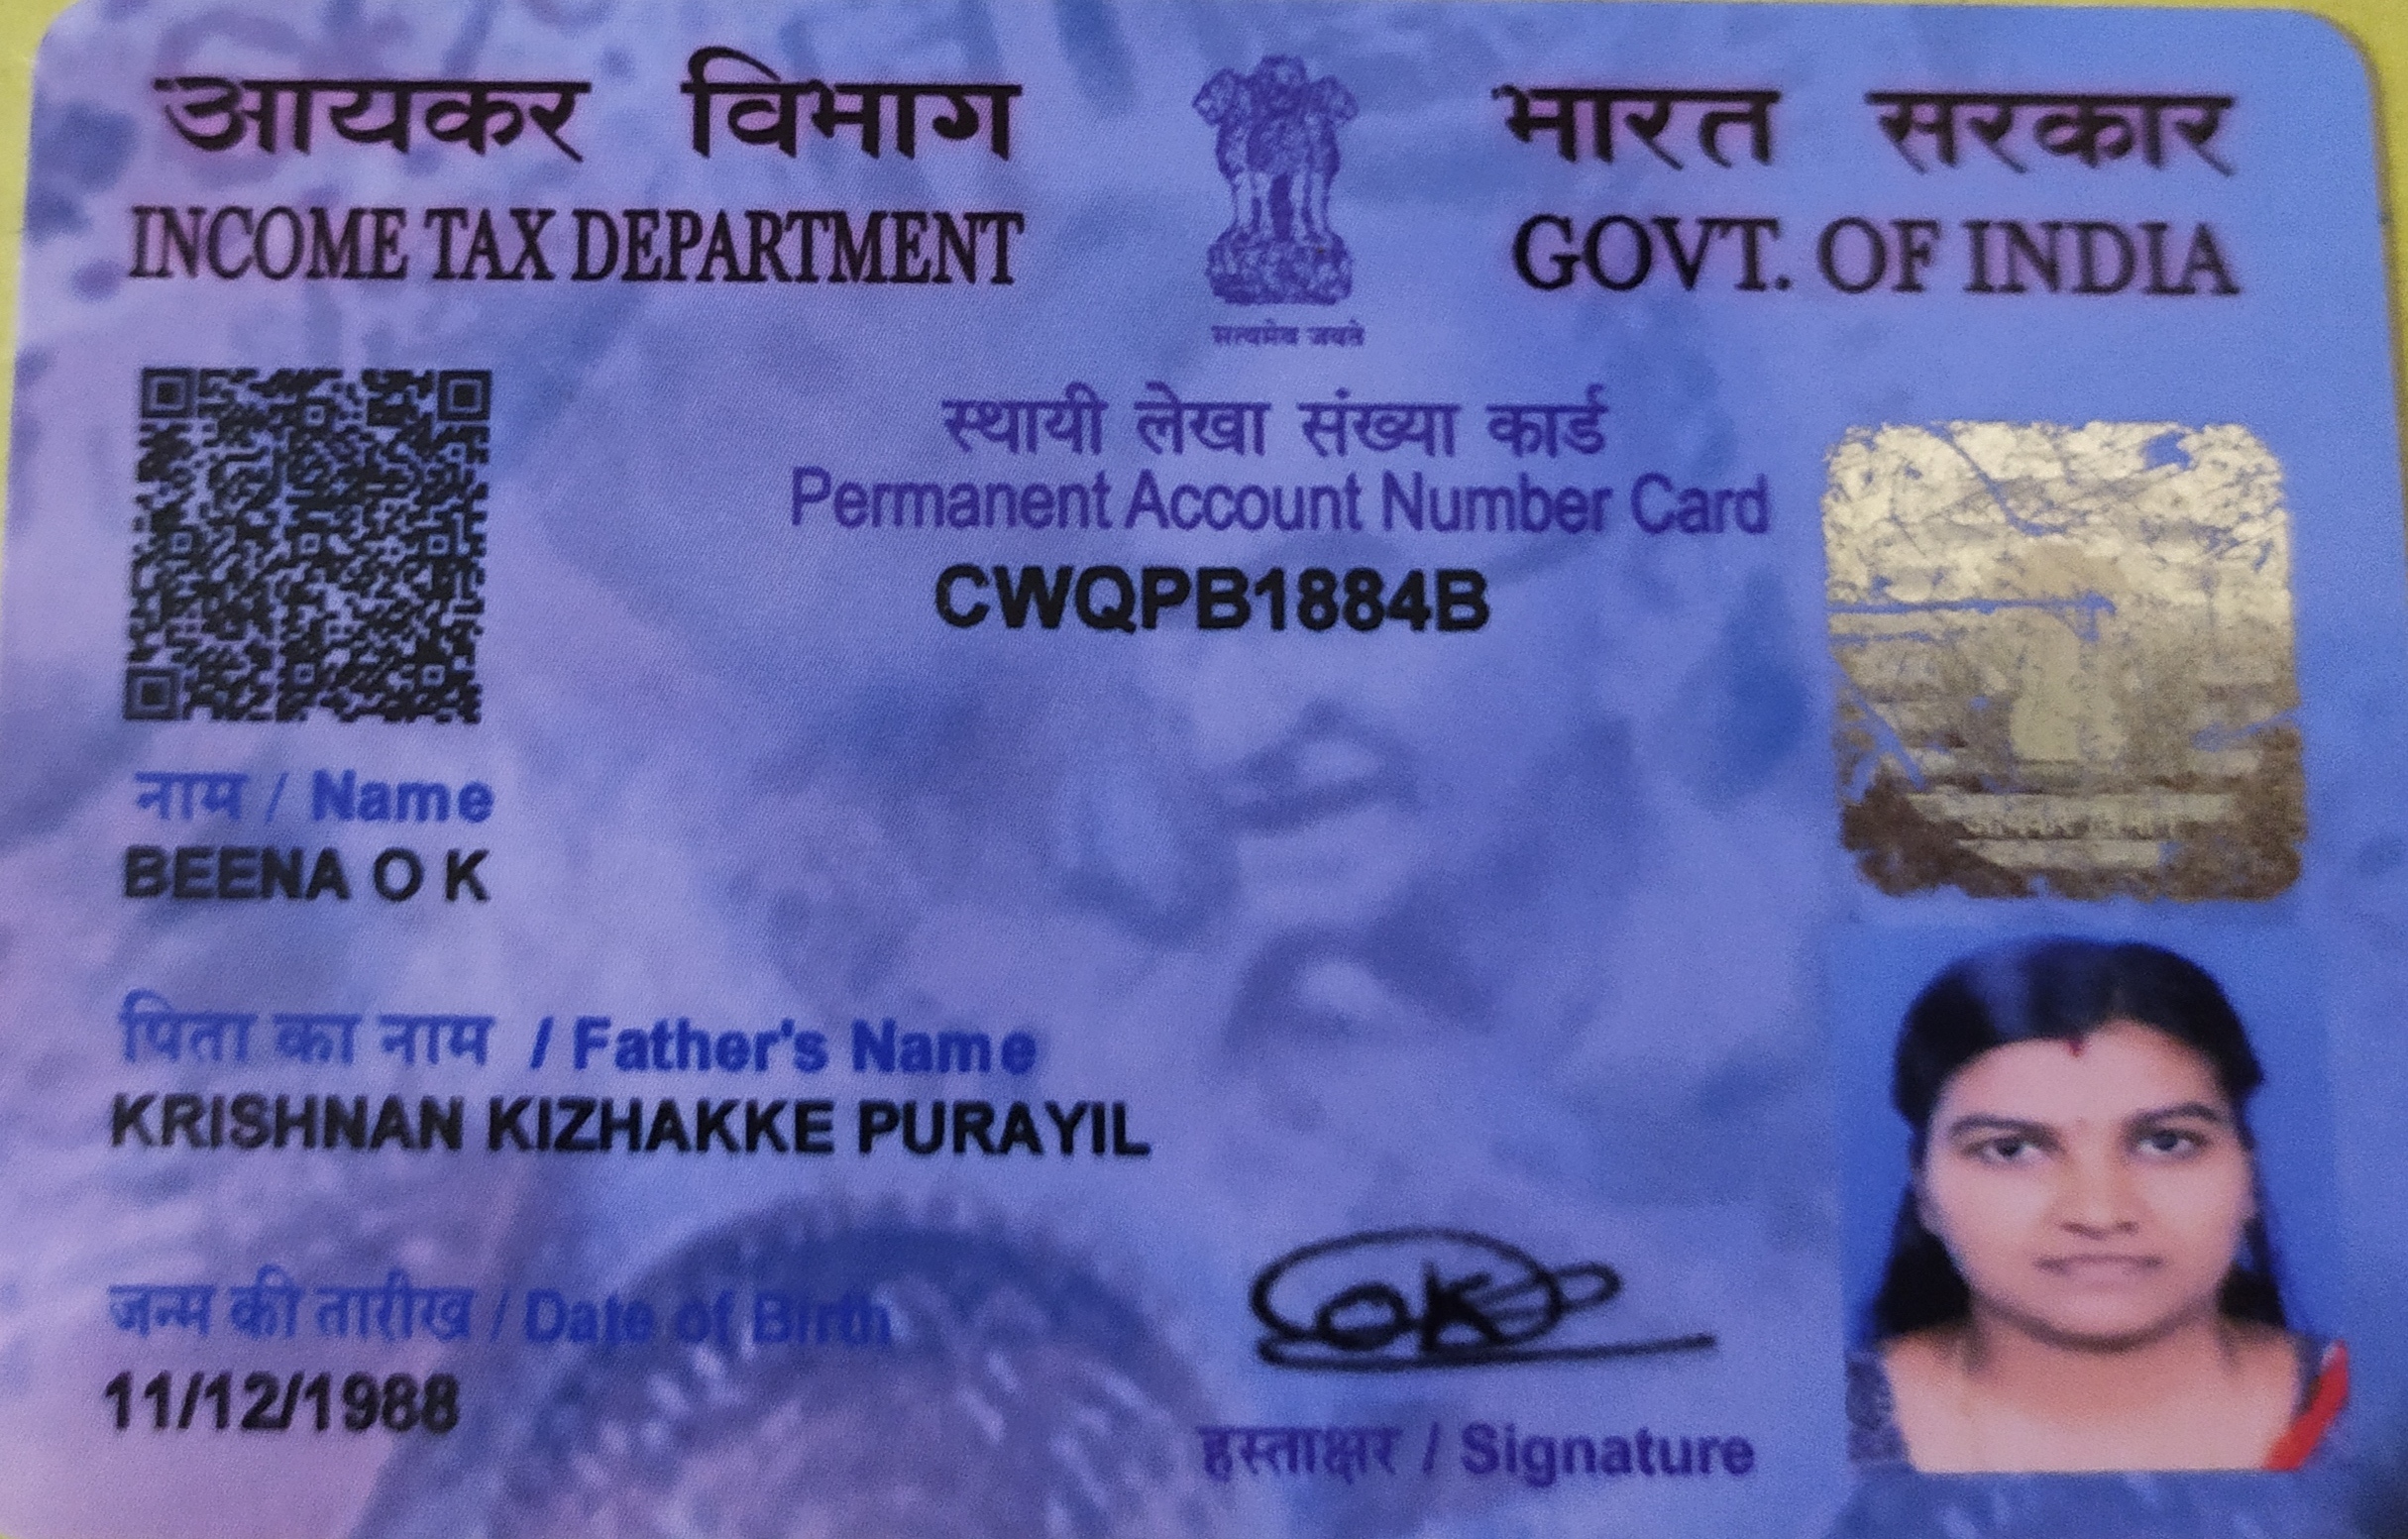 आयकर विभाग
INCOME TAX DEPARTMENT
सत्यमेव जयते
भारत सरकार
GOVT. OF INDIA
स्थायी लेखा संख्या कार्ड
Permanent Account Number Card
CWQPB1884B
नाम / Name
BEENA O K
पिता का नाम / Father's Name
KRISHNAN KIZHAKKE PURAYIL
जन्म की तारीख / Date of Birth
11/12/1988
OK
हस्ताक्षर / Signature